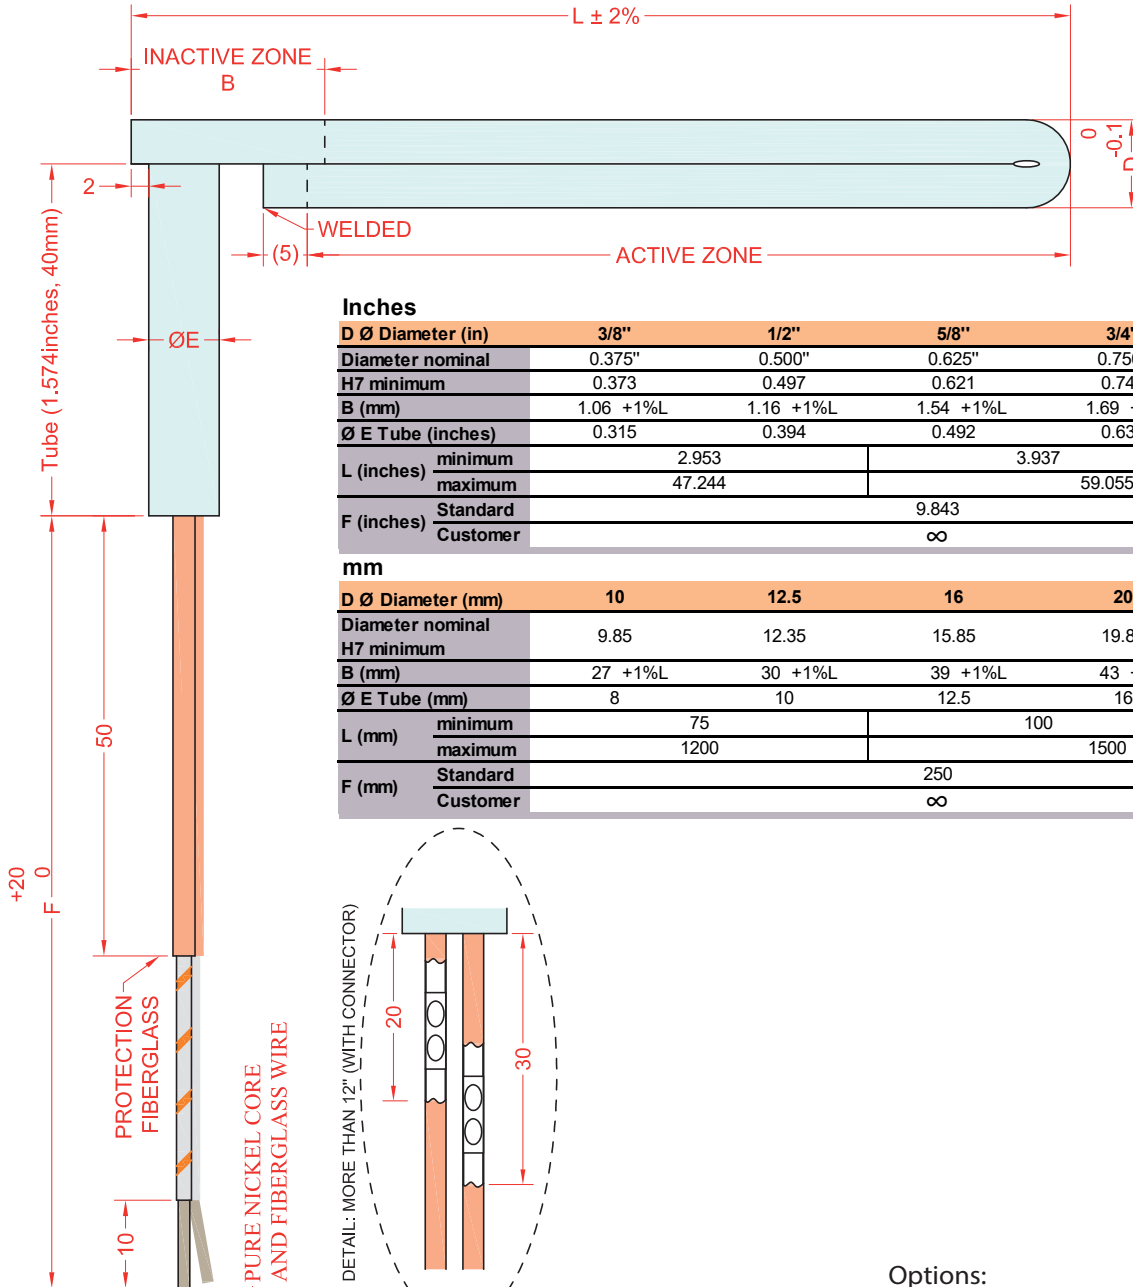 L ± 2%
INACTIVE ZONE
B
0
-0.1
D
2
WELDED
(5)
ACTIVE ZONE
Tube (1.574inches, 40mm)
ØE
Inches
D Ø Diameter (in) 3/8" 1/2" 5/8"
Diameter nominal 0.375" 0.500" 0.625"
H7 minimum 0.373 0.497 0.621
B (mm) 1.06 +1%L 1.16 +1%L 1.54 +1%L 1.69
Ø E Tube (inches) 0.315 0.394 0.492
L (inches) minimum 2.953 3.937
maximum 47.244 59.055
F (inches) Standard 9.843
Customer ∞
mm
D Ø Diameter (mm) 10 12.5 16 20
Diameter nominal
H7 minimum 9.85 12.35 15.85
B (mm) 27 +1%L 30 +1%L 39 +1%L 43
Ø E Tube (mm) 8 10 12.5 16
L (mm) minimum 75 100
maximum 1200 1500
F (mm) Standard 250
Customer ∞
50
+20
0
F
PROTECTION
FIBERGLASS
10
PURE NICKEL CORE
AND FIBERGLASS WIRE
DETAIL: MORE THAN 12" (WITH CONNECTOR)
20
30
Options: